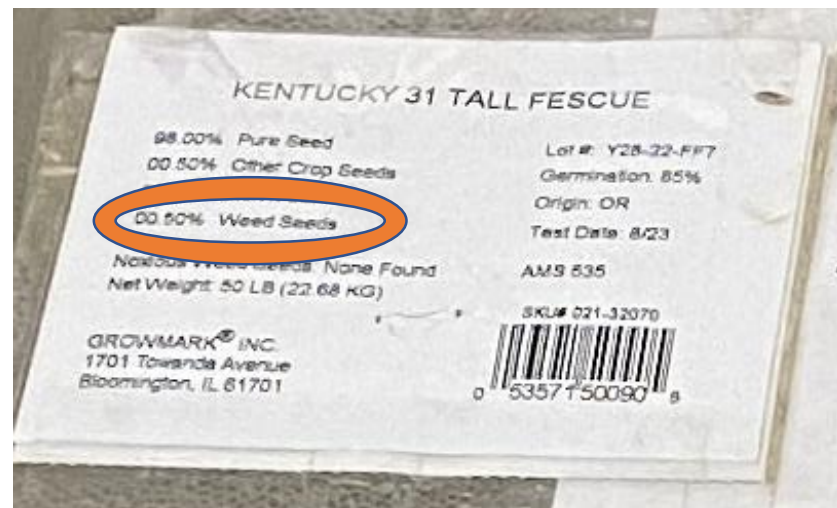 KENTUCKY 31 TALL FESCUE
98.00% Pure Seed
00.50% Other Crop Seeds
00.50% Weed Seeds
Noxious Weed Seeds: None Found
Net Weight: 50 LB (22.68 KG)
GROWMARK® INC.
1701 Towanda Avenue
Bloomington, IL 61701
Lot #: Y28-22-FF7
Germination: 85%
Origin: OR
Test Date: 8/23
AMS 535
SKU# 021-32070
0 53571 50090 8